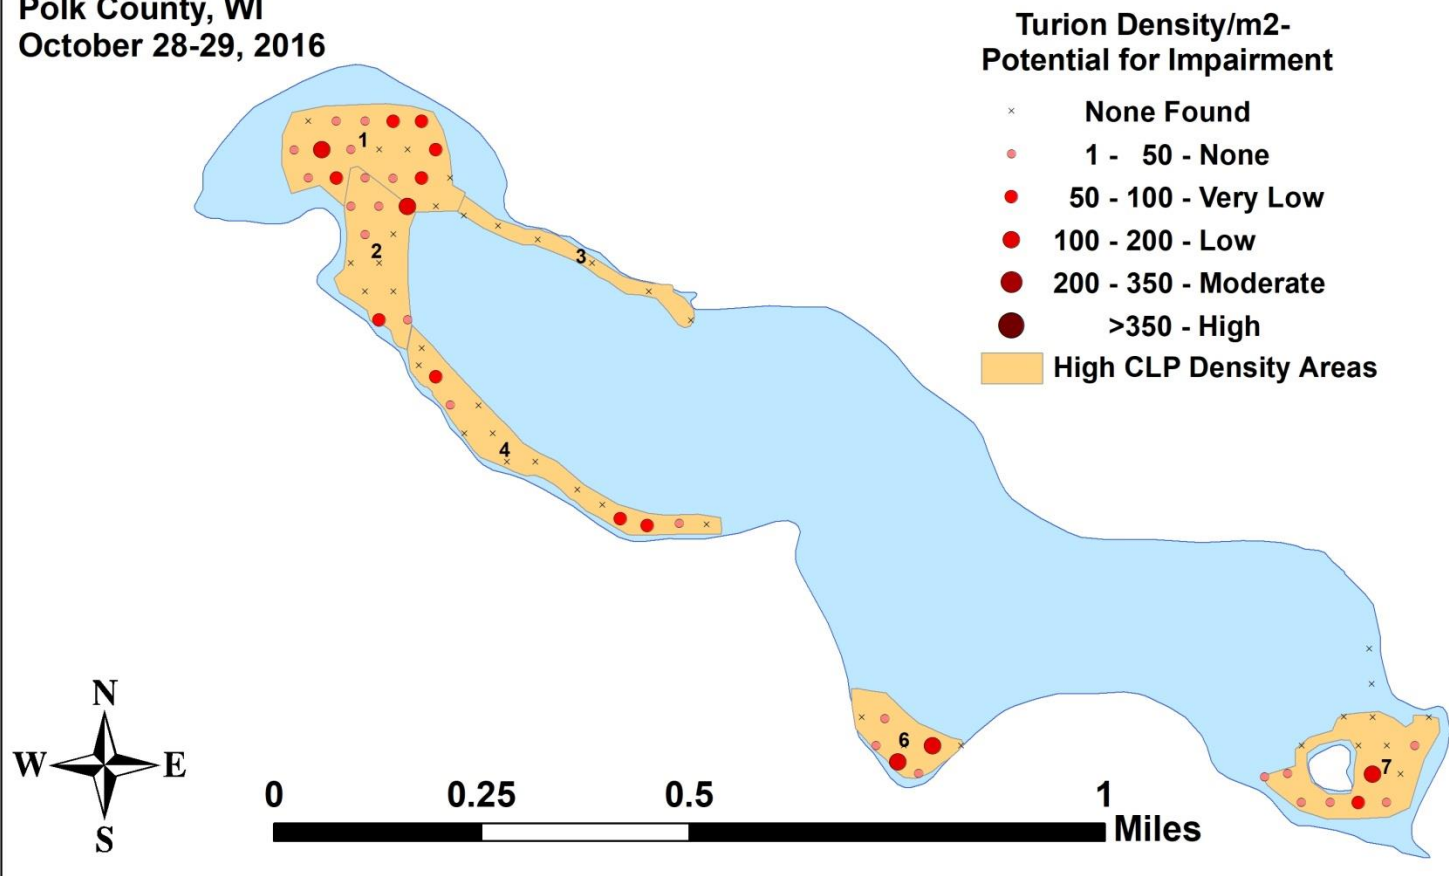 Polk County, WI
October 28-29, 2016
Turion Density/m2-
Potential for Impairment
None Found
1 - 50 - None
50 - 100 - Very Low
100 - 200 - Low
200 - 350 - Moderate
>350 - High
High CLP Density Areas
1
2
3
4
6
7
N
W E
S
0 0.25 0.5 1
Miles